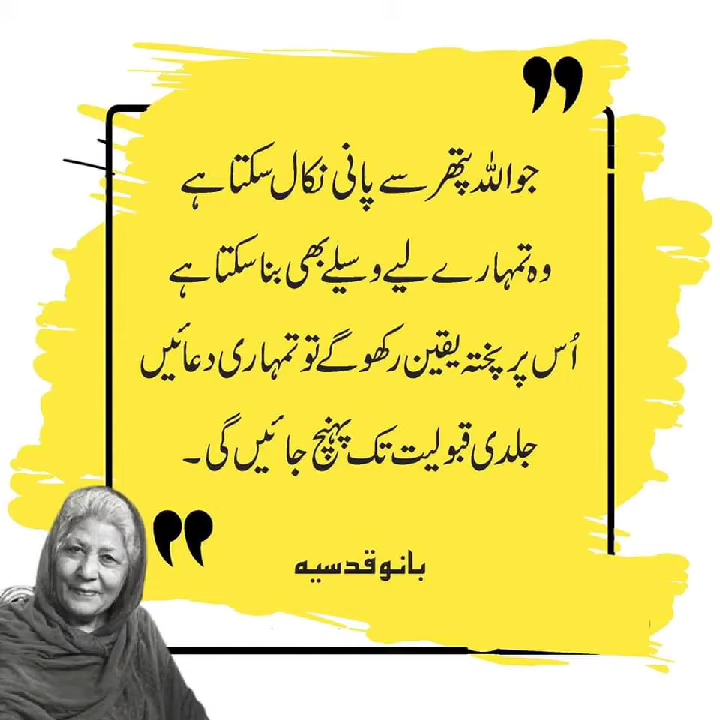 جو اللہ پتھر سے پانی نکال سکتا ہے
وہ تمہارے لیے وسیلے بھی بنا سکتا ہے
اُس پر پختہ یقین رکھو گے تو تمہاری دعائیں
جلدی قبولیت تک پہنچ جائیں گی۔
بانو قدسیہ